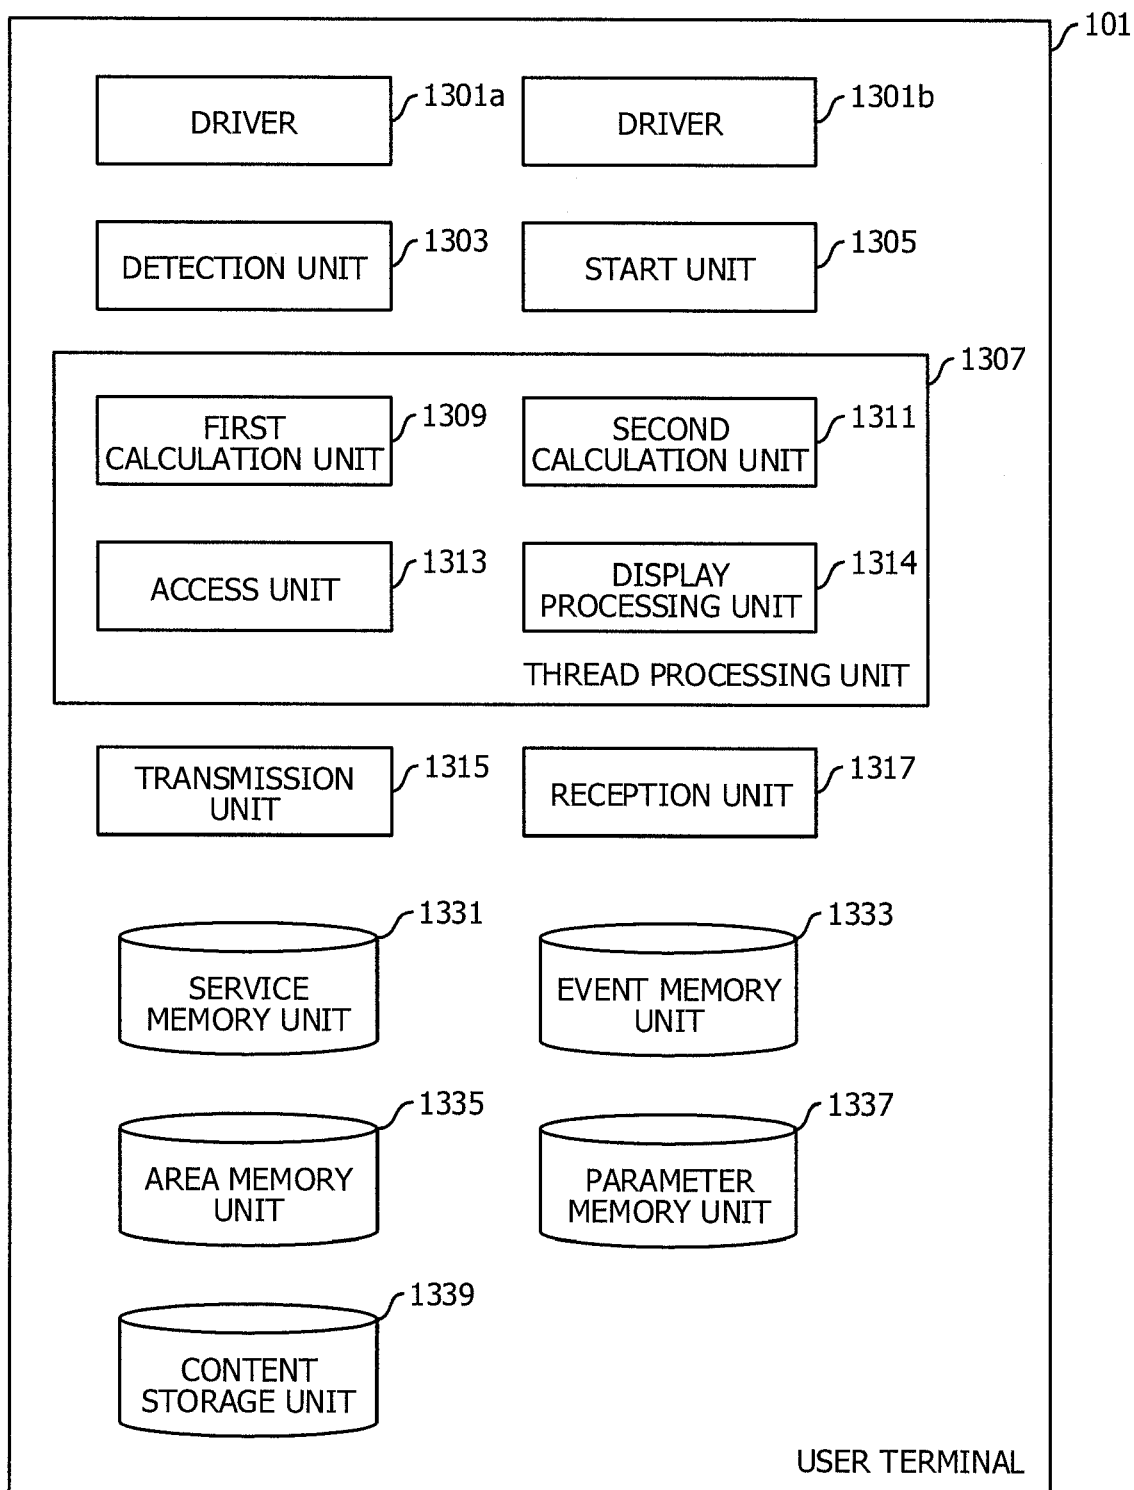 101
1301a
DRIVER
1301b
DRIVER
1303
DETECTION UNIT
1305
START UNIT
1307
1309
FIRST
CALCULATION UNIT
1311
SECOND
CALCULATION UNIT
1313
ACCESS UNIT
1314
DISPLAY
PROCESSING UNIT
THREAD PROCESSING UNIT
1315
TRANSMISSION
UNIT
1317
RECEPTION UNIT
1331
SERVICE
MEMORY UNIT
1333
EVENT MEMORY
UNIT
1335
AREA MEMORY
UNIT
1337
PARAMETER
MEMORY UNIT
1339
CONTENT
STORAGE UNIT
USER TERMINAL